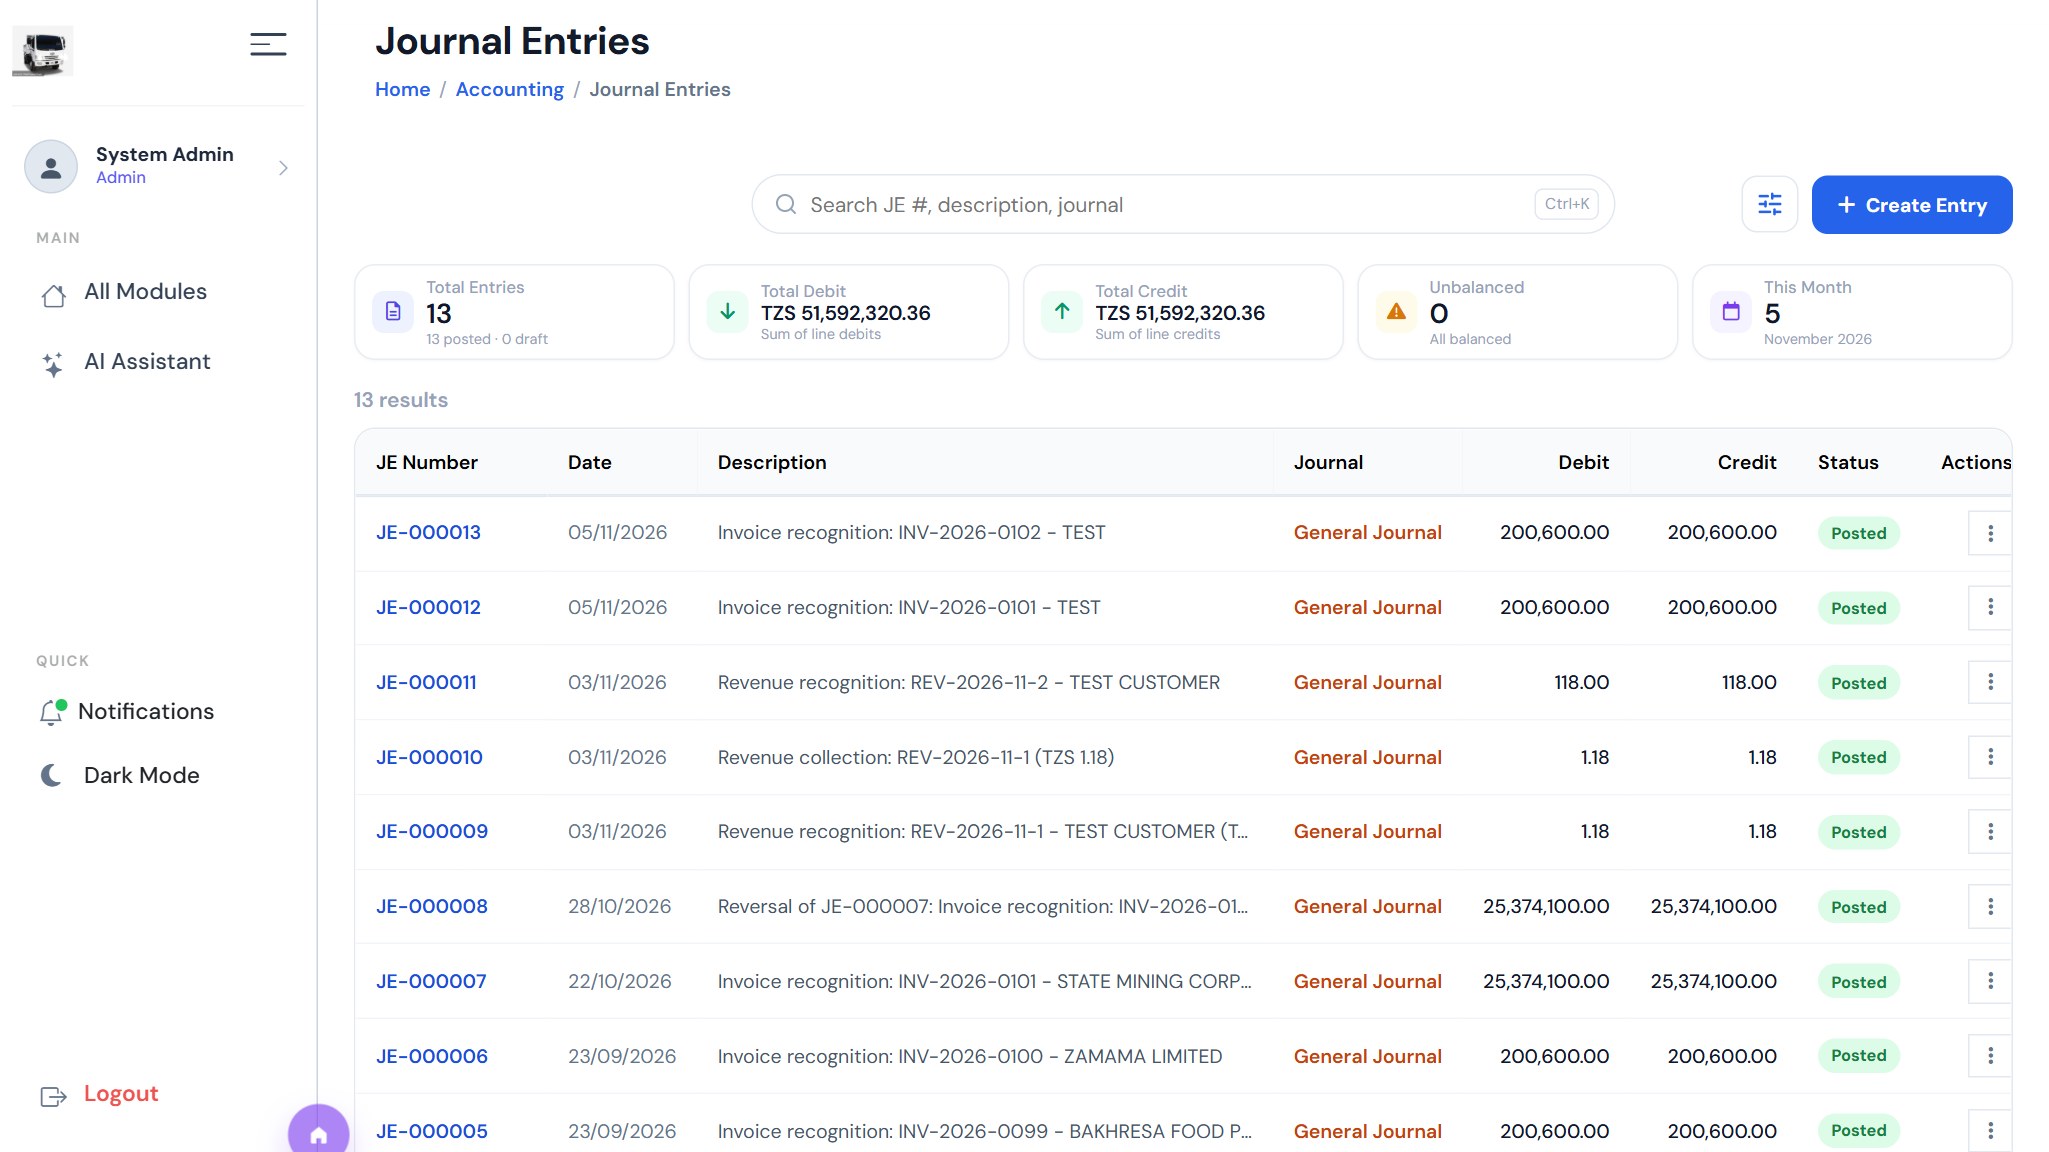 Journal Entries
Home / Accounting / Journal Entries
System Admin
Admin
MAIN
All Modules
AI Assistant
QUICK
Notifications
Dark Mode
Logout
Search JE #, description, journal Ctrl+K
+ Create Entry
Total Entries
13
13 posted · 0 draft
Total Debit
TZS 51,592,320.36
Sum of line debits
Total Credit
TZS 51,592,320.36
Sum of line credits
Unbalanced
0
All balanced
This Month
5
November 2026
13 results
JE Number Date Description Journal Debit Credit Status Actions
JE-000013 05/11/2026 Invoice recognition: INV-2026-0102 - TEST General Journal 200,600.00 200,600.00 Posted
JE-000012 05/11/2026 Invoice recognition: INV-2026-0101 - TEST General Journal 200,600.00 200,600.00 Posted
JE-000011 03/11/2026 Revenue recognition: REV-2026-11-2 - TEST CUSTOMER General Journal 118.00 118.00 Posted
JE-000010 03/11/2026 Revenue collection: REV-2026-11-1 (TZS 1.18) General Journal 1.18 1.18 Posted
JE-000009 03/11/2026 Revenue recognition: REV-2026-11-1 - TEST CUSTOMER (T... General Journal 1.18 1.18 Posted
JE-000008 28/10/2026 Reversal of JE-000007: Invoice recognition: INV-2026-01... General Journal 25,374,100.00 25,374,100.00 Posted
JE-000007 22/10/2026 Invoice recognition: INV-2026-0101 - STATE MINING CORP... General Journal 25,374,100.00 25,374,100.00 Posted
JE-000006 23/09/2026 Invoice recognition: INV-2026-0100 - ZAMAMA LIMITED General Journal 200,600.00 200,600.00 Posted
JE-000005 23/09/2026 Invoice recognition: INV-2026-0099 - BAKHRESA FOOD P... General Journal 200,600.00 200,600.00 Posted